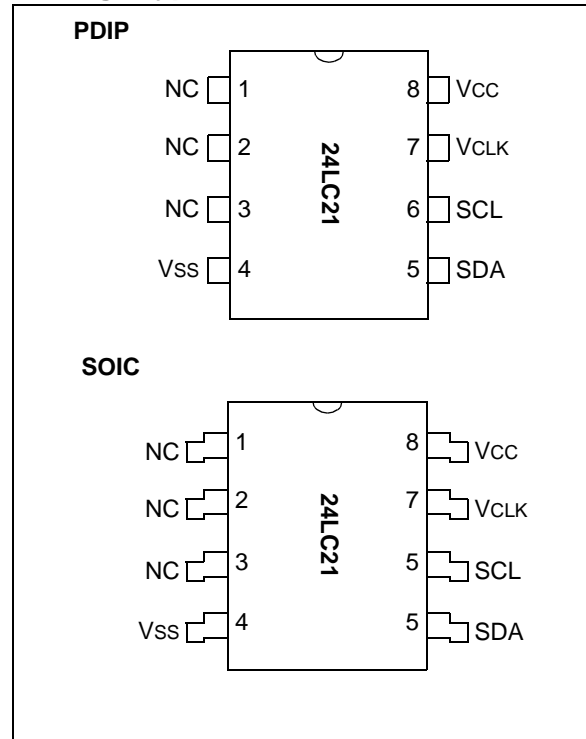 PDIP
NC 1 8 VCC
NC 2 7 VCLK
NC 3 6 SCL
VSS 4 5 SDA
24LC21
SOIC
NC 1 8 VCC
NC 2 7 VCLK
NC 3 5 SCL
VSS 4 5 SDA
24LC21